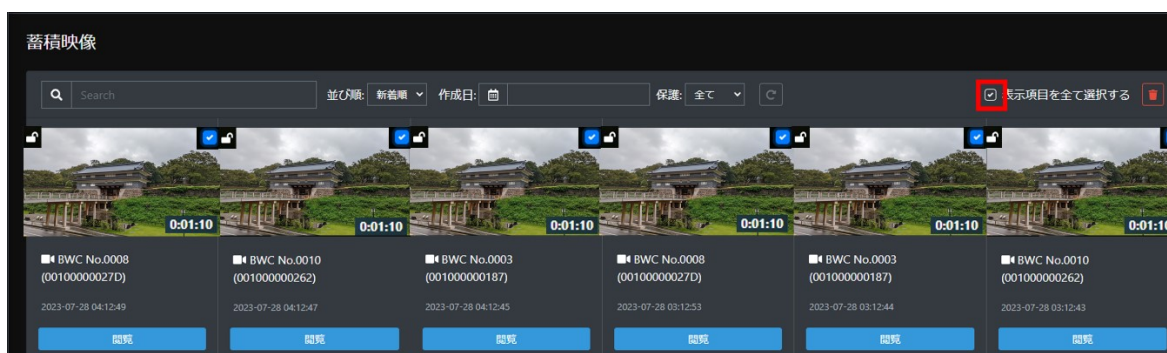 蓄積映像
Search 並び順: 新着順 作成日: 保護: 全て 表示項目を全て選択する
0:01:10 0:01:10 0:01:10 0:01:10 0:01:10 0:01:10
BWC No.0008 BWC No.0010 BWC No.0003 BWC No.0008 BWC No.0003 BWC No.0010
(00100000027D) (001000000262) (001000000187) (00100000027D) (001000000187) (001000000262)
2023-07-28 04:12:49 2023-07-28 04:12:47 2023-07-28 04:12:45 2023-07-28 03:12:53 2023-07-28 03:12:44 2023-07-28 03:12:43
閲覧 閲覧 閲覧 閲覧 閲覧 閲覧